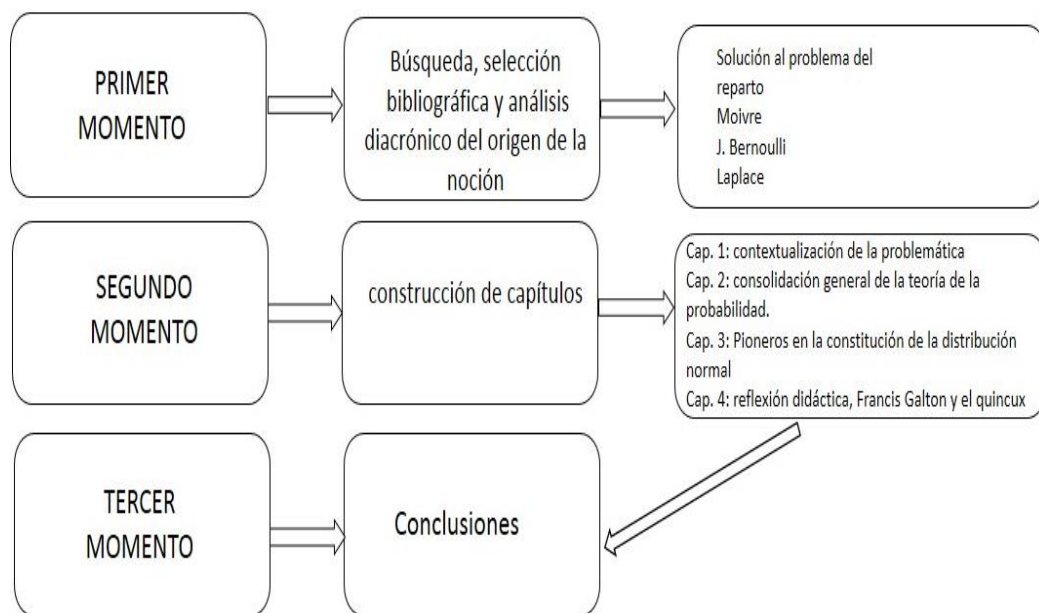 PRIMER
MOMENTO
Búsqueda, selección
bibliográfica y análisis
diacrónico del origen de la
noción
Solución al problema del
reparto
Moivre
J. Bernoulli
Laplace
SEGUNDO
MOMENTO
construcción de capítulos
Cap. 1: contextualización de la problemática
Cap. 2: consolidación general de la teoría de la
probabilidad.
Cap. 3: Pioneros en la constitución de la distribución
normal
Cap. 4: reflexión didáctica, Francis Galton y el quincux
TERCER
MOMENTO
Conclusiones